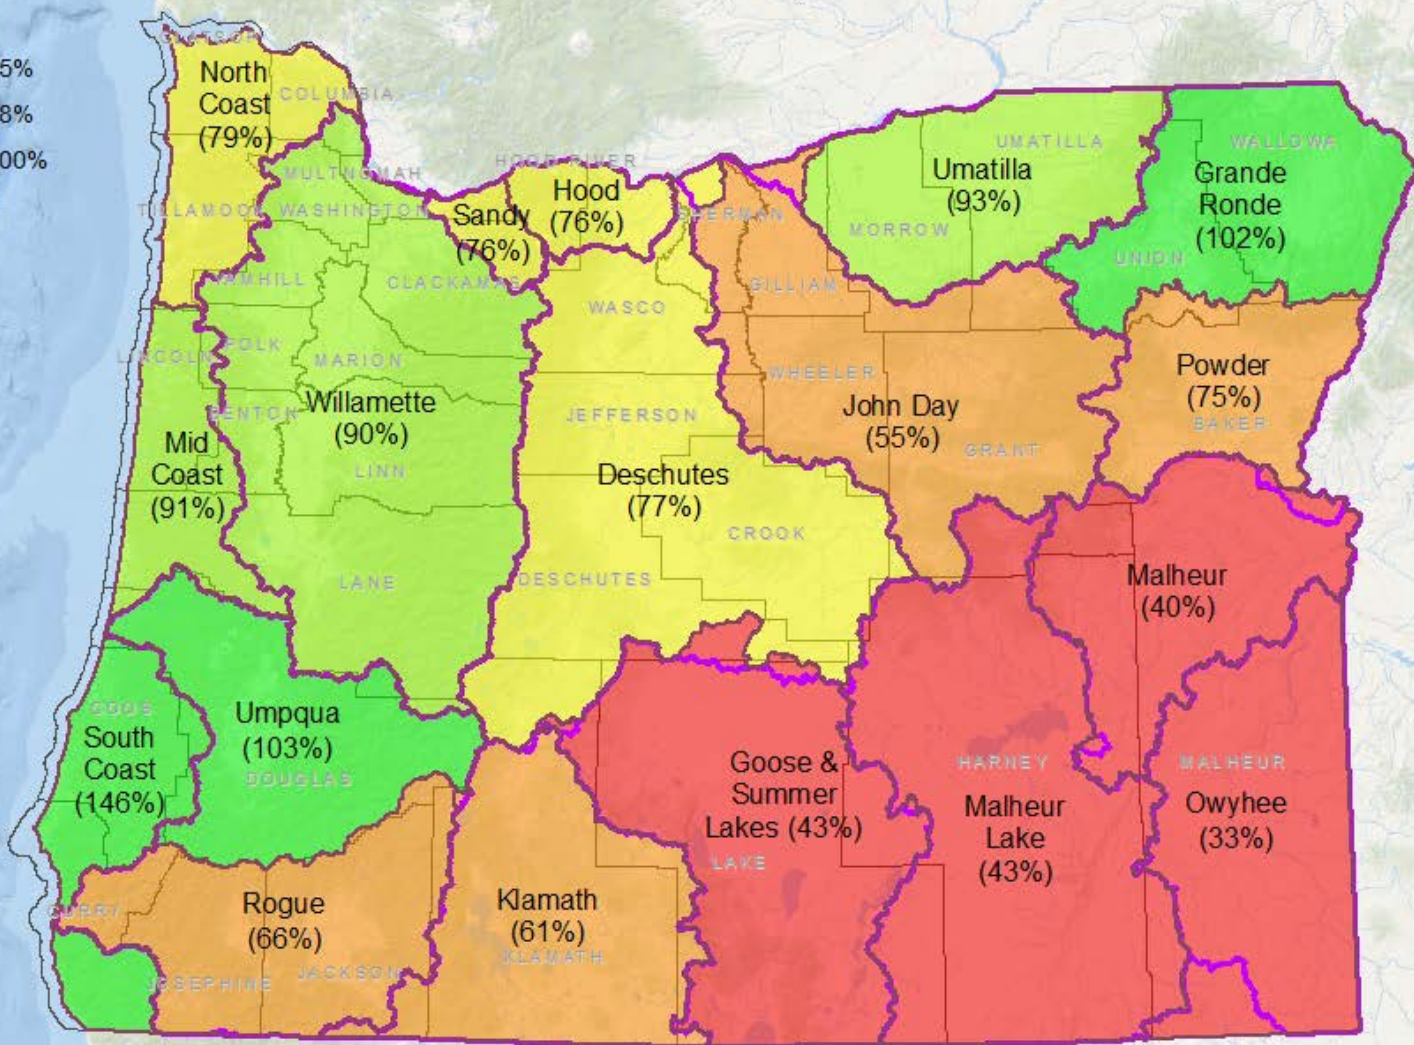 5%
8%
00%
CLATSOP
North
Coast
(79%)
COLUMBIA
TILLAMOOK
MULTNOMAH
WASHINGTON
HOOD RIVER
Sandy
(76%)
Hood
(76%)
SHERMAN
UMATILLA
Umatilla
(93%)
MORROW
WALLOWA
Grande
Ronde
(102%)
UNION
YAMHILL
CLACKAMAS
WASCO
GILLIAM
LINCOLN
POLK
MARION
BENTON
Willamette
(90%)
LINN
Mid
Coast
(91%)
LANE
JEFFERSON
Deschutes
(77%)
CROOK
DESCHUTES
WHEELER
John Day
(55%)
GRANT
Powder
(75%)
BAKER
Malheur
(40%)
COOS
South
Coast
(146%)
Umpqua
(103%)
DOUGLAS
Goose &
Summer
Lakes (43%)
LAKE
HARNEY
Malheur
Lake
(43%)
MALHEUR
Owyhee
(33%)
CURRY
Rogue
(66%)
JOSEPHINE
JACKSON
Klamath
(61%)
KLAMATH